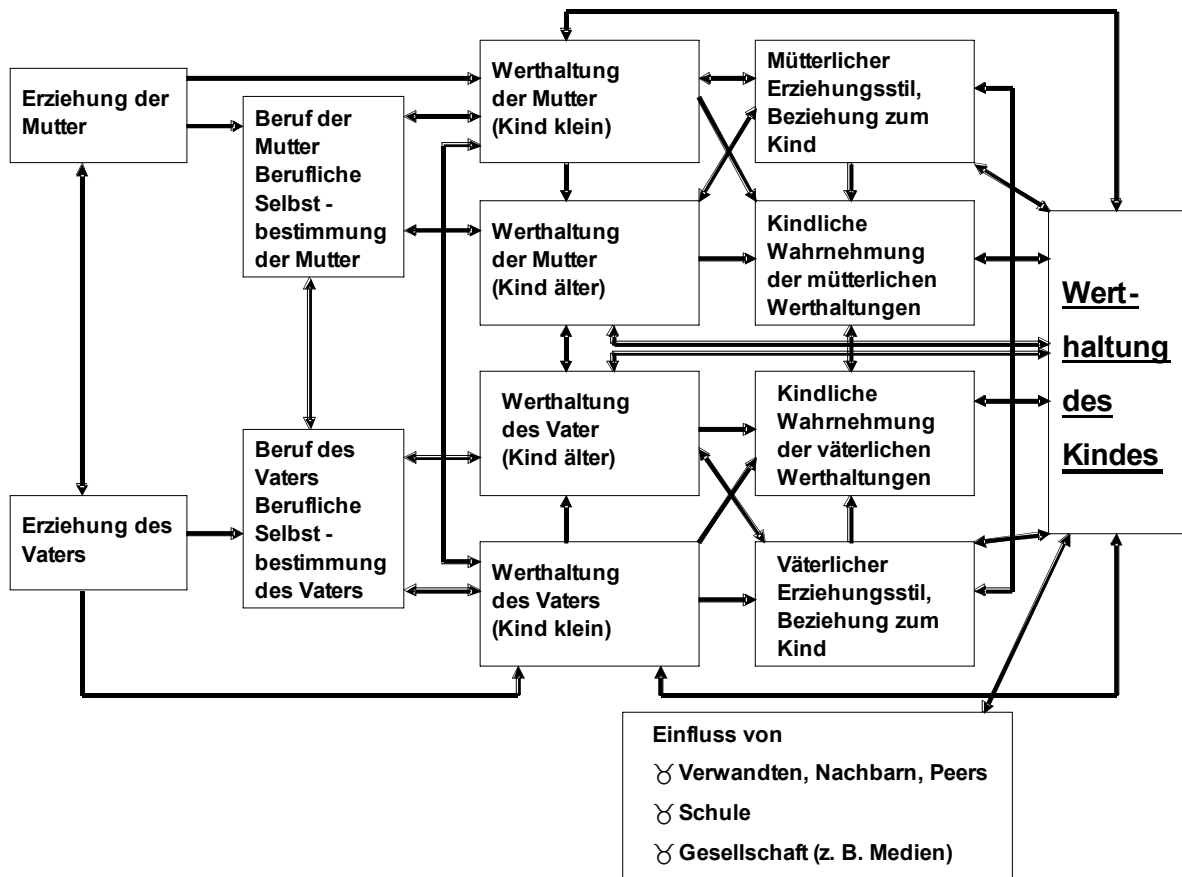 Erziehung der
Mutter
Beruf der
Mutter
Berufliche
Selbst -
bestimmung
der Mutter
Werthaltung
der Mutter
(Kind klein)
Mütterlicher
Erziehungsstil,
Beziehung zum
Kind
Werthaltung
der Mutter
(Kind älter)
Kindliche
Wahrnehmung
der mütterlichen
Werthaltungen
Wert-
haltung
des
Kindes
Erziehung des
Vaters
Beruf des
Vaters
Berufliche
Selbst -
bestimmung
des Vaters
Werthaltung
des Vater
(Kind älter)
Kindliche
Wahrnehmung
der väterlichen
Werthaltungen
Werthaltung
des Vaters
(Kind klein)
Väterlicher
Erziehungsstil,
Beziehung zum
Kind
Einfluss von
♉ Verwandten, Nachbarn, Peers
♉ Schule
♉ Gesellschaft (z. B. Medien)